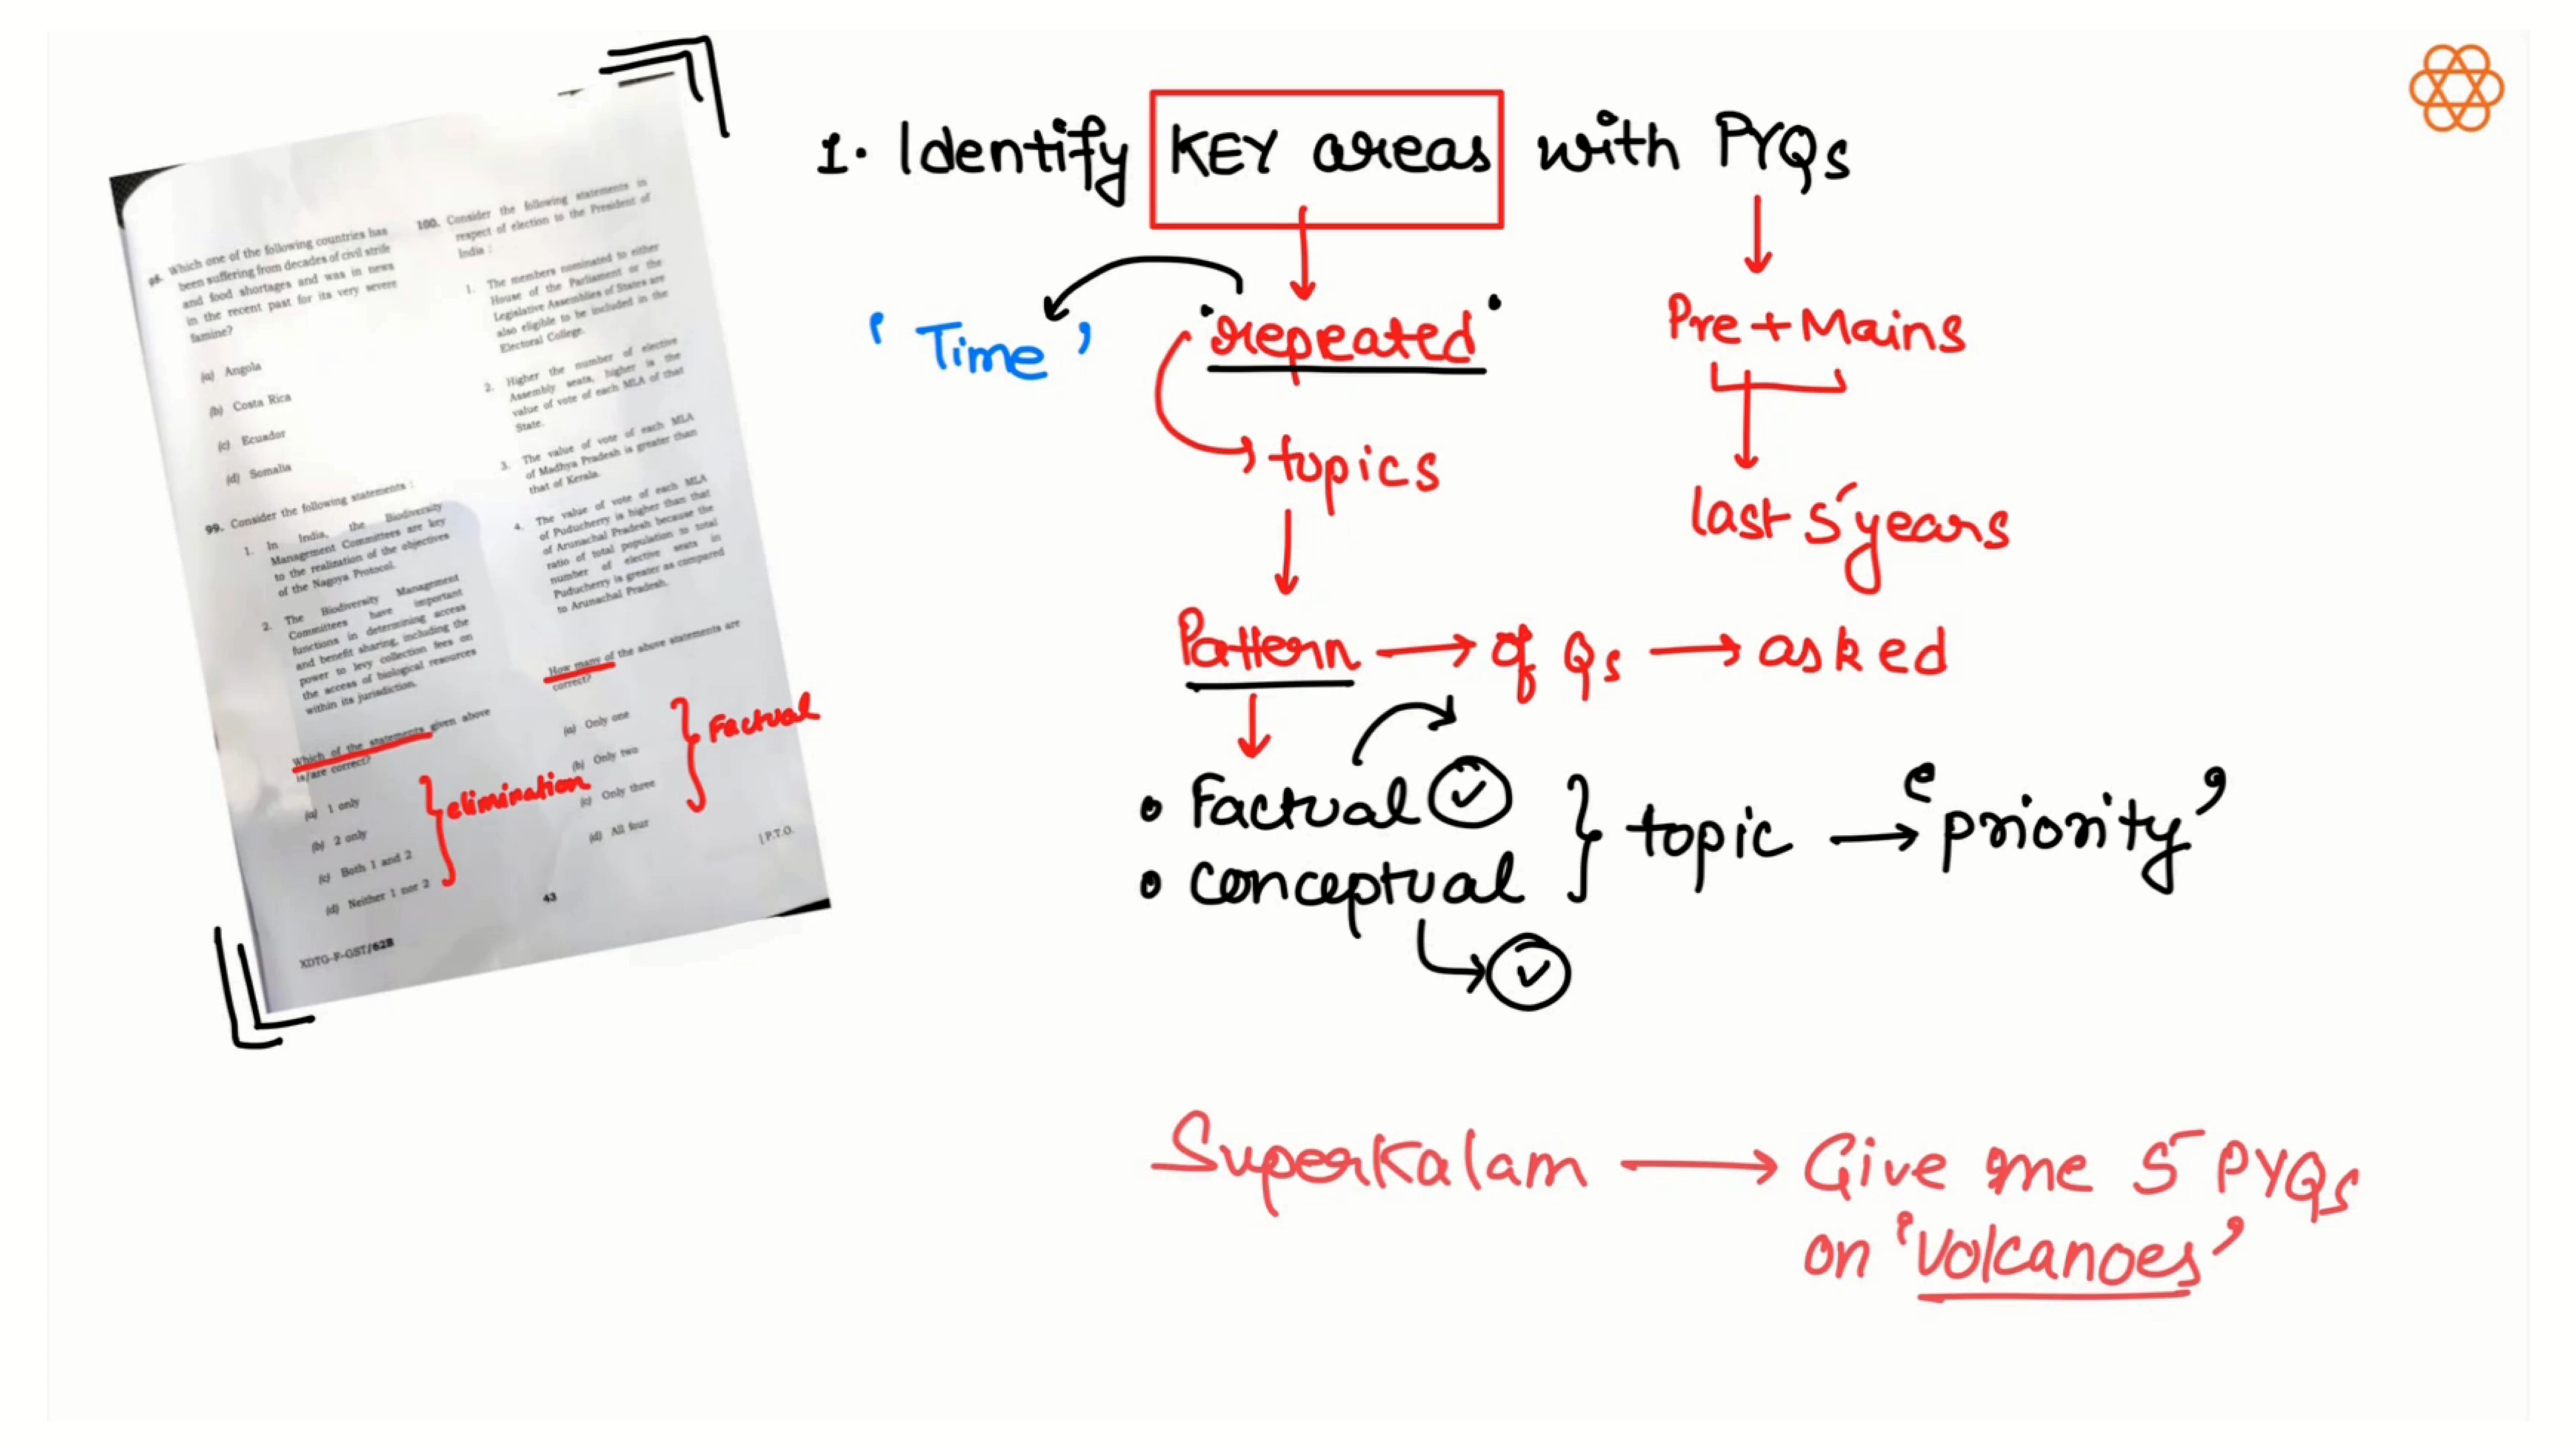 98. Which one of the following countries has
been suffering from decades of civil strife
and food shortages and was in news
in the recent past for its very severe
famine?
(a) Angola
(b) Costa Rica
(c) Ecuador
(d) Somalia
99. Consider the following statements :
1. In India, the Biodiversity
Management Committees are key
to the realization of the objectives
of the Nagoya Protocol.
2. The Biodiversity Management
Committees have important
functions in determining access
and benefit sharing, including the
power to levy collection fees on
the access of biological resources
within its jurisdiction.
Which of the statements given above
is/are correct?
(a) 1 only
(b) 2 only
(c) Both 1 and 2
(d) Neither 1 nor 2
elimination
XDTG-F-GST/62B
43
100. Consider the following statements in
respect of election to the President of
India :
1. The members nominated to either
House of the Parliament or the
Legislative Assemblies of States are
also eligible to be included in the
Electoral College.
2. Higher the number of elective
Assembly seats, higher is the
value of vote of each MLA of that
State.
3. The value of vote of each MLA
of Madhya Pradesh is greater than
that of Kerala.
4. The value of vote of each MLA
of Puducherry is higher than that
of Arunachal Pradesh because the
ratio of total population to total
number of elective seats in
Puducherry is greater as compared
to Arunachal Pradesh.
How many of the above statements are
correct?
(a) Only one
(b) Only two
(c) Only three
(d) All four
Factual
[ P.T.O.
1. Identify KEY areas with PYQs
'Time'
repeated
Pre + Mains
topics
last 5 years
Pattern → of Qs → asked
• Factual
• conceptual
topic → 'priority'
SuperKalam → Give me 5 PYQs
on 'Volcanoes'